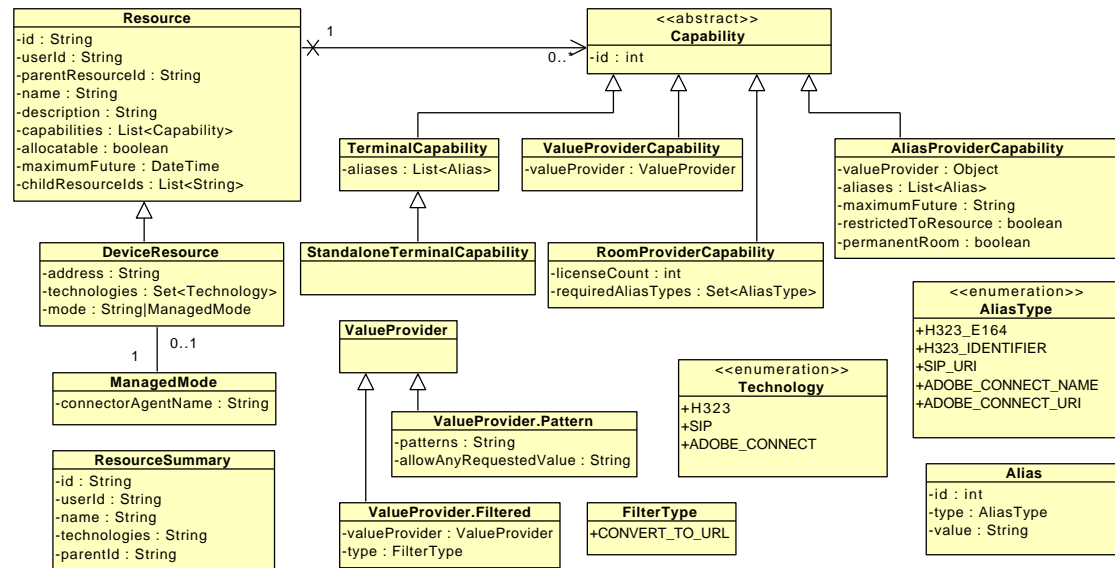 Resource
-id : String
-userId : String
-parentResourceId : String
-name : String
-description : String
-capabilities : List<Capability>
-allocatable : boolean
-maximumFuture : DateTime
-childResourceIds : List<String>
1
0..*
<<abstract>>
Capability
-id : int
TerminalCapability
-aliases : List<Alias>
ValueProviderCapability
-valueProvider : ValueProvider
AliasProviderCapability
-valueProvider : Object
-aliases : List<Alias>
-maximumFuture : String
-restrictedToResource : boolean
-permanentRoom : boolean
DeviceResource
-address : String
-technologies : Set<Technology>
-mode : String|ManagedMode
StandaloneTerminalCapability
RoomProviderCapability
-licenseCount : int
-requiredAliasTypes : Set<AliasType>
0..1
1
ManagedMode
-connectorAgentName : String
ValueProvider
<<enumeration>>
AliasType
+H323_E164
+H323_IDENTIFIER
+SIP_URI
+ADOBE_CONNECT_NAME
+ADOBE_CONNECT_URI
<<enumeration>>
Technology
+H323
+SIP
+ADOBE_CONNECT
ValueProvider.Pattern
-patterns : String
-allowAnyRequestedValue : String
ResourceSummary
-id : String
-userId : String
-name : String
-technologies : String
-parentId : String
ValueProvider.Filtered
-valueProvider : ValueProvider
-type : FilterType
FilterType
+CONVERT_TO_URL
Alias
-id : int
-type : AliasType
-value : String